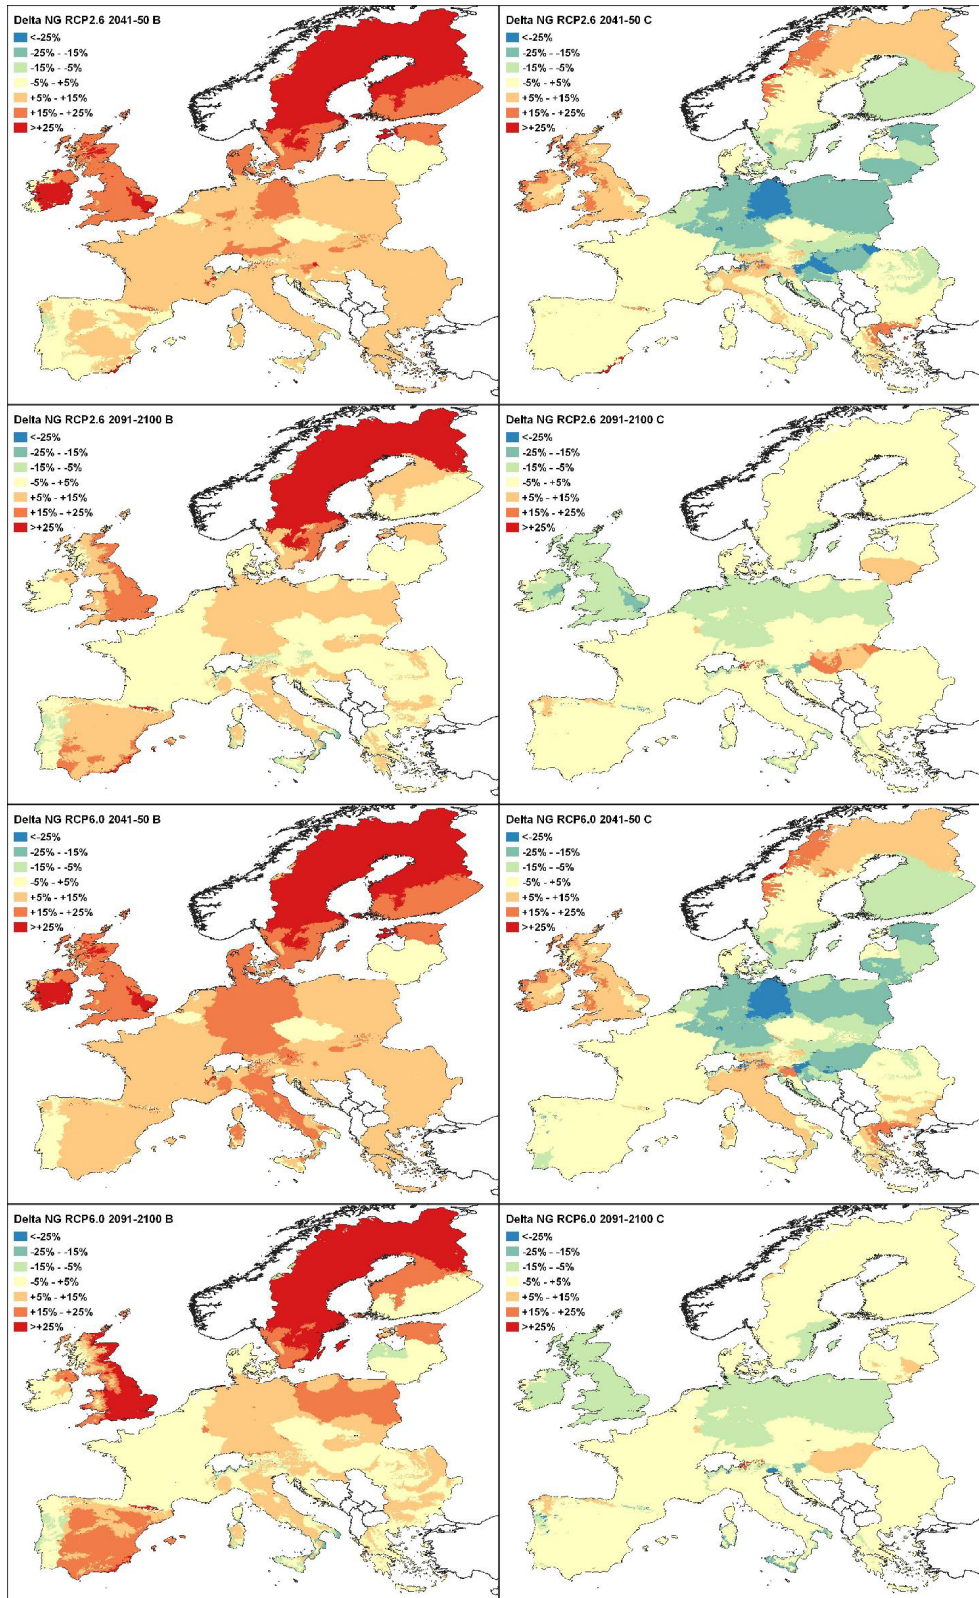 Delta NG RCP2.6 2041-50 B
<-25%
-25% - -15%
-15% - -5%
-5% - +5%
+5% - +15%
+15% - +25%
>+25%
Delta NG RCP2.6 2041-50 C
<-25%
-25% - -15%
-15% - -5%
-5% - +5%
+5% - +15%
+15% - +25%
>+25%
Delta NG RCP2.6 2091-2100 B
<-25%
-25% - -15%
-15% - -5%
-5% - +5%
+5% - +15%
+15% - +25%
>+25%
Delta NG RCP2.6 2091-2100 C
<-25%
-25% - -15%
-15% - -5%
-5% - +5%
+5% - +15%
+15% - +25%
>+25%
Delta NG RCP6.0 2041-50 B
<-25%
-25% - -15%
-15% - -5%
-5% - +5%
+5% - +15%
+15% - +25%
>+25%
Delta NG RCP6.0 2041-50 C
<-25%
-25% - -15%
-15% - -5%
-5% - +5%
+5% - +15%
+15% - +25%
>+25%
Delta NG RCP6.0 2091-2100 B
<-25%
-25% - -15%
-15% - -5%
-5% - +5%
+5% - +15%
+15% - +25%
>+25%
Delta NG RCP6.0 2091-2100 C
<-25%
-25% - -15%
-15% - -5%
-5% - +5%
+5% - +15%
+15% - +25%
>+25%